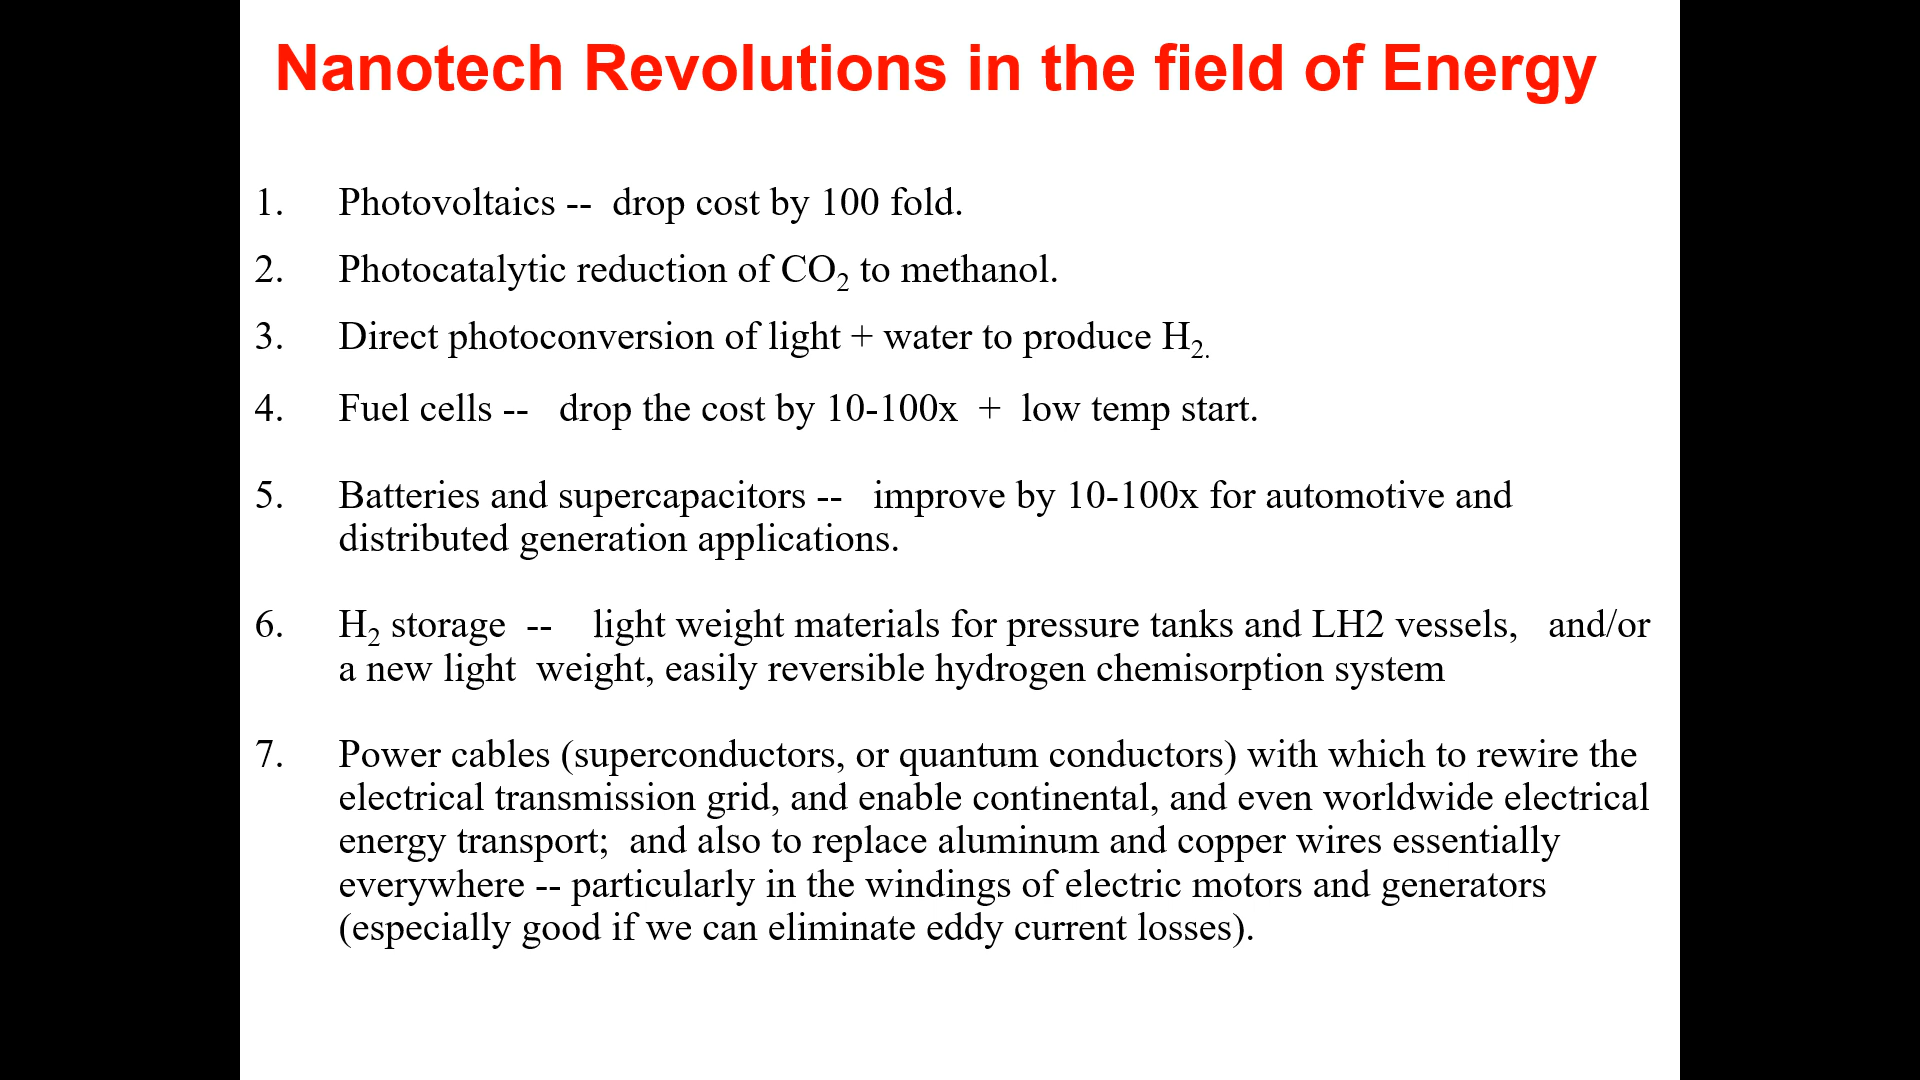 Nanotech Revolutions in the field of Energy
1. Photovoltaics -- drop cost by 100 fold.
2. Photocatalytic reduction of CO₂ to methanol.
3. Direct photoconversion of light + water to produce H₂.
4. Fuel cells -- drop the cost by 10-100x + low temp start.
5. Batteries and supercapacitors -- improve by 10-100x for automotive and
distributed generation applications.
6. H₂ storage -- light weight materials for pressure tanks and LH2 vessels, and/or
a new light weight, easily reversible hydrogen chemisorption system
7. Power cables (superconductors, or quantum conductors) with which to rewire the
electrical transmission grid, and enable continental, and even worldwide electrical
energy transport; and also to replace aluminum and copper wires essentially
everywhere -- particularly in the windings of electric motors and generators
(especially good if we can eliminate eddy current losses).